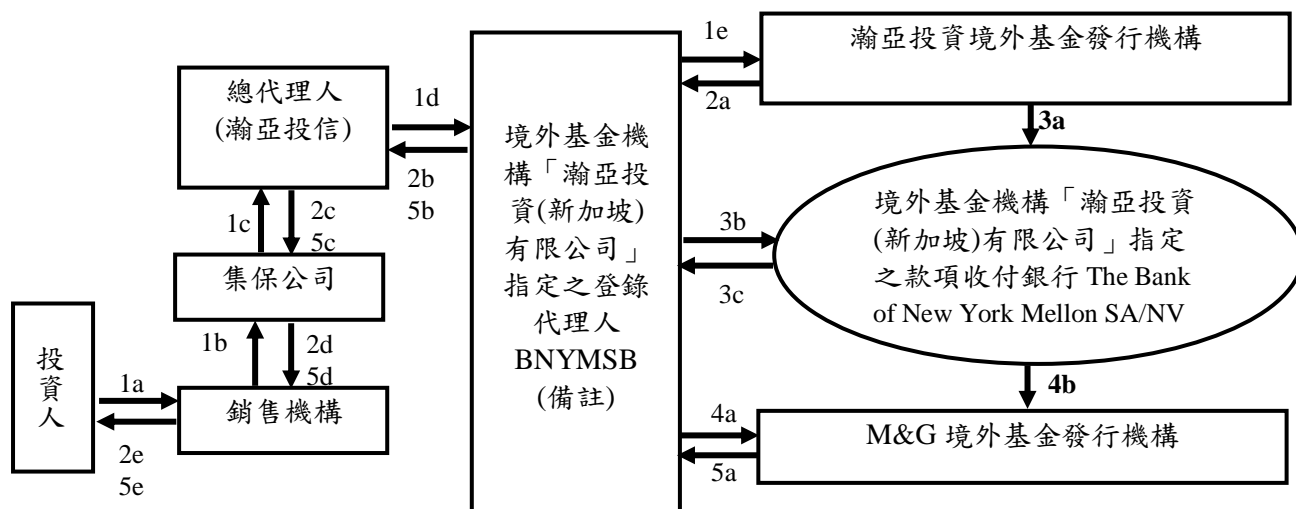 1e
瀚亞投資境外基金發行機構
2a
3a
總代理人
(瀚亞投信)
1d
2b
5b
1c
2c
5c
集保公司
1b
2d
5d
投
資
人
1a
2e
5e
銷售機構
境外基金機
構「瀚亞投
資(新加坡)
有限公司」
指定之登錄
代理人
BNYMSB
(備註)
3b
3c
境外基金機構「瀚亞投資
(新加坡)有限公司」指定
之款項收付銀行 The Bank
of New York Mellon SA/NV
4b
4a
M&G 境外基金發行機構
5a